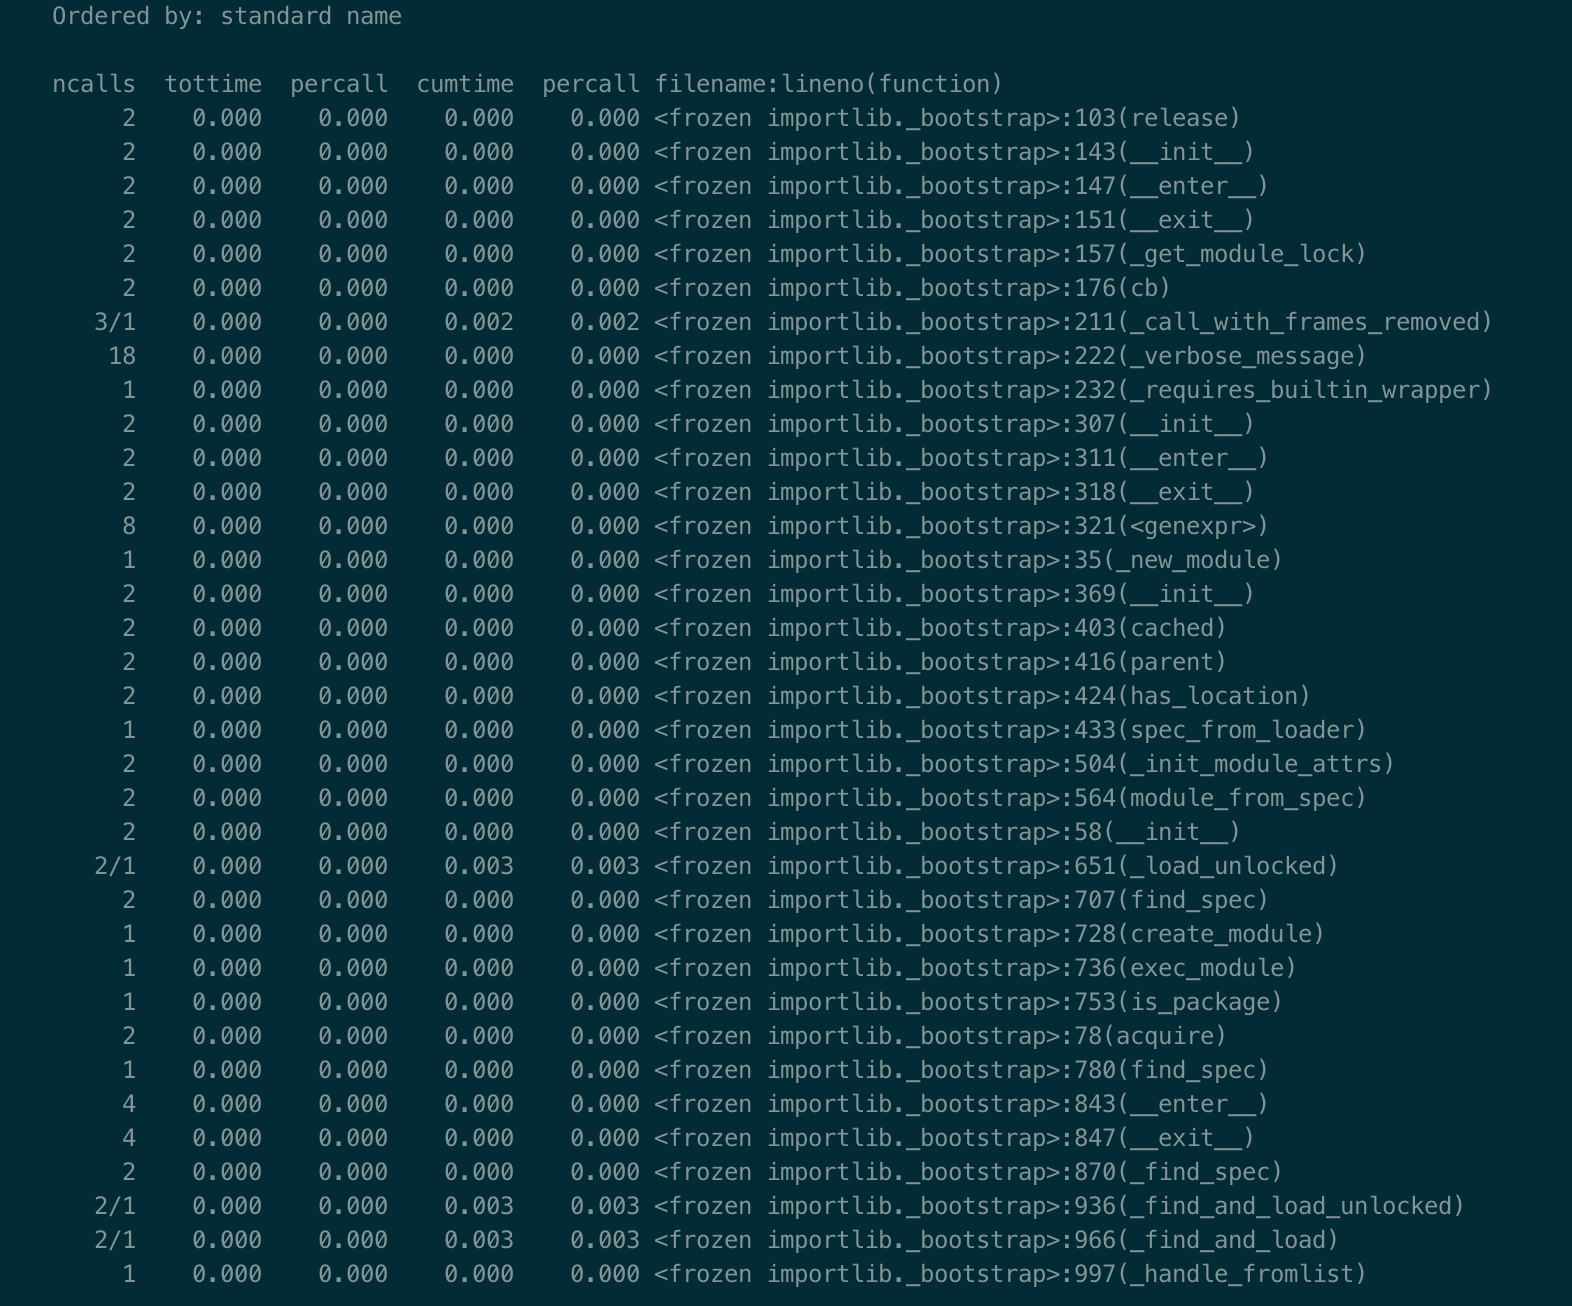 Ordered by: standard name
ncalls  tottime  percall  cumtime  percall filename:lineno(function)
2    0.000    0.000    0.000    0.000 <frozen importlib._bootstrap>:103(release)
2    0.000    0.000    0.000    0.000 <frozen importlib._bootstrap>:143(__init__)
2    0.000    0.000    0.000    0.000 <frozen importlib._bootstrap>:147(__enter__)
2    0.000    0.000    0.000    0.000 <frozen importlib._bootstrap>:151(__exit__)
2    0.000    0.000    0.000    0.000 <frozen importlib._bootstrap>:157(_get_module_lock)
2    0.000    0.000    0.000    0.000 <frozen importlib._bootstrap>:176(cb)
3/1    0.000    0.000    0.002    0.002 <frozen importlib._bootstrap>:211(_call_with_frames_removed)
18    0.000    0.000    0.000    0.000 <frozen importlib._bootstrap>:222(_verbose_message)
1    0.000    0.000    0.000    0.000 <frozen importlib._bootstrap>:232(_requires_builtin_wrapper)
2    0.000    0.000    0.000    0.000 <frozen importlib._bootstrap>:307(__init__)
2    0.000    0.000    0.000    0.000 <frozen importlib._bootstrap>:311(__enter__)
2    0.000    0.000    0.000    0.000 <frozen importlib._bootstrap>:318(__exit__)
8    0.000    0.000    0.000    0.000 <frozen importlib._bootstrap>:321(<genexpr>)
1    0.000    0.000    0.000    0.000 <frozen importlib._bootstrap>:35(_new_module)
2    0.000    0.000    0.000    0.000 <frozen importlib._bootstrap>:369(__init__)
2    0.000    0.000    0.000    0.000 <frozen importlib._bootstrap>:403(cached)
2    0.000    0.000    0.000    0.000 <frozen importlib._bootstrap>:416(parent)
2    0.000    0.000    0.000    0.000 <frozen importlib._bootstrap>:424(has_location)
1    0.000    0.000    0.000    0.000 <frozen importlib._bootstrap>:433(spec_from_loader)
2    0.000    0.000    0.000    0.000 <frozen importlib._bootstrap>:504(_init_module_attrs)
2    0.000    0.000    0.000    0.000 <frozen importlib._bootstrap>:564(module_from_spec)
2    0.000    0.000    0.000    0.000 <frozen importlib._bootstrap>:58(__init__)
2/1    0.000    0.000    0.003    0.003 <frozen importlib._bootstrap>:651(_load_unlocked)
2    0.000    0.000    0.000    0.000 <frozen importlib._bootstrap>:707(find_spec)
1    0.000    0.000    0.000    0.000 <frozen importlib._bootstrap>:728(create_module)
1    0.000    0.000    0.000    0.000 <frozen importlib._bootstrap>:736(exec_module)
1    0.000    0.000    0.000    0.000 <frozen importlib._bootstrap>:753(is_package)
2    0.000    0.000    0.000    0.000 <frozen importlib._bootstrap>:78(acquire)
1    0.000    0.000    0.000    0.000 <frozen importlib._bootstrap>:780(find_spec)
4    0.000    0.000    0.000    0.000 <frozen importlib._bootstrap>:843(__enter__)
4    0.000    0.000    0.000    0.000 <frozen importlib._bootstrap>:847(__exit__)
2    0.000    0.000    0.000    0.000 <frozen importlib._bootstrap>:870(_find_spec)
2/1    0.000    0.000    0.003    0.003 <frozen importlib._bootstrap>:936(_find_and_load_unlocked)
2/1    0.000    0.000    0.003    0.003 <frozen importlib._bootstrap>:966(_find_and_load)
1    0.000    0.000    0.000    0.000 <frozen importlib._bootstrap>:997(_handle_fromlist)